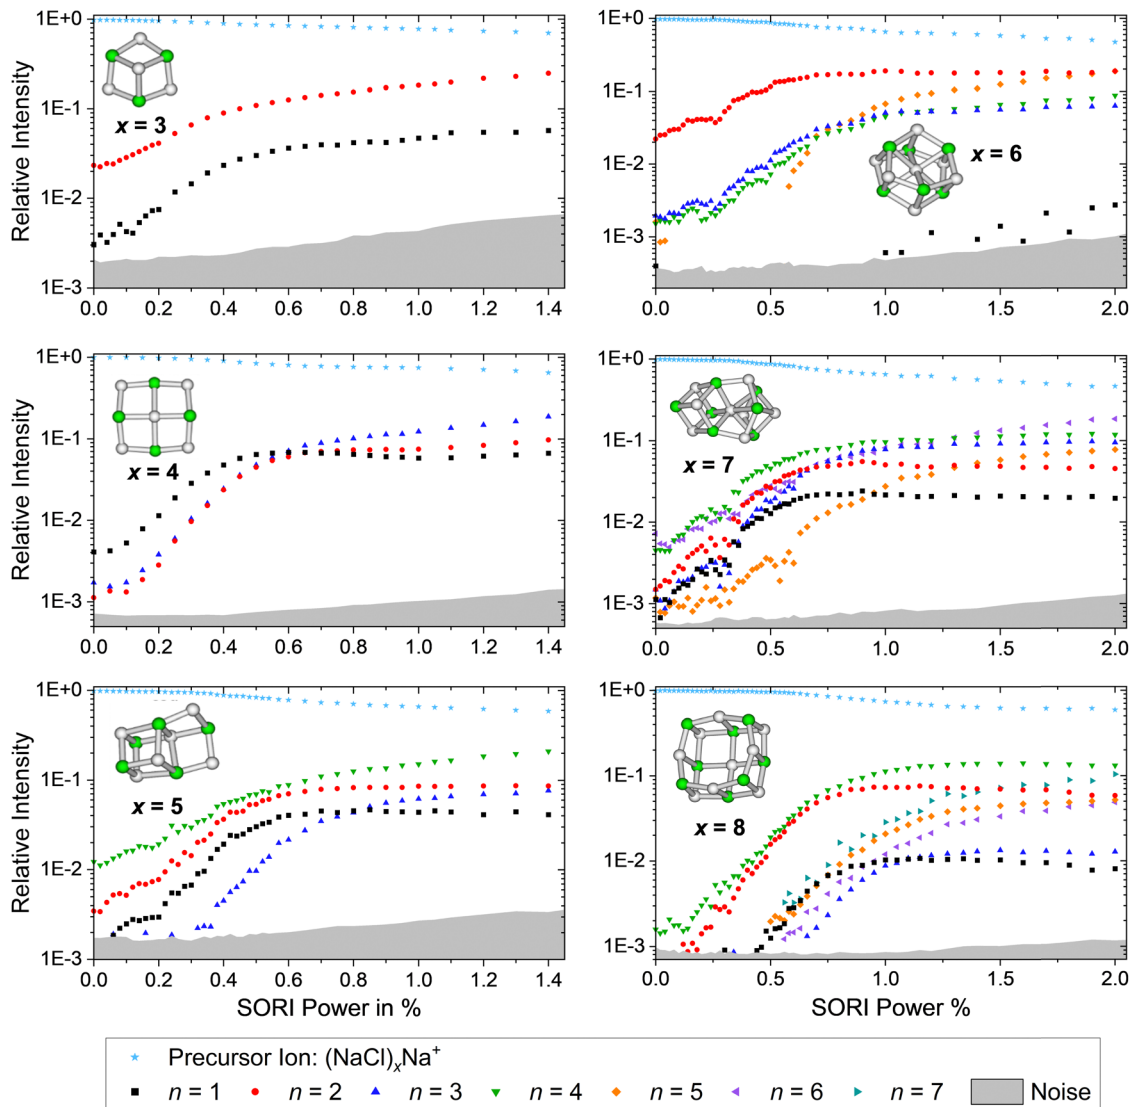 Relative Intensity
1E+0
1E-1
1E-2
1E-3
x = 3
0.0 0.2 0.4 0.6 0.8 1.0 1.2 1.4
1E+0
1E-1
1E-2
1E-3
x = 6
0.0 0.5 1.0 1.5 2.0
Relative Intensity
1E+0
1E-1
1E-2
1E-3
x = 4
0.0 0.2 0.4 0.6 0.8 1.0 1.2 1.4
1E+0
1E-1
1E-2
1E-3
x = 7
0.0 0.5 1.0 1.5 2.0
Relative Intensity
1E+0
1E-1
1E-2
1E-3
x = 5
0.0 0.2 0.4 0.6 0.8 1.0 1.2 1.4
SORI Power in %
1E+0
1E-1
1E-2
1E-3
x = 8
0.0 0.5 1.0 1.5 2.0
SORI Power %
Precursor Ion: (NaCl)ₓNa⁺
n = 1 n = 2 n = 3 n = 4 n = 5 n = 6 n = 7 Noise